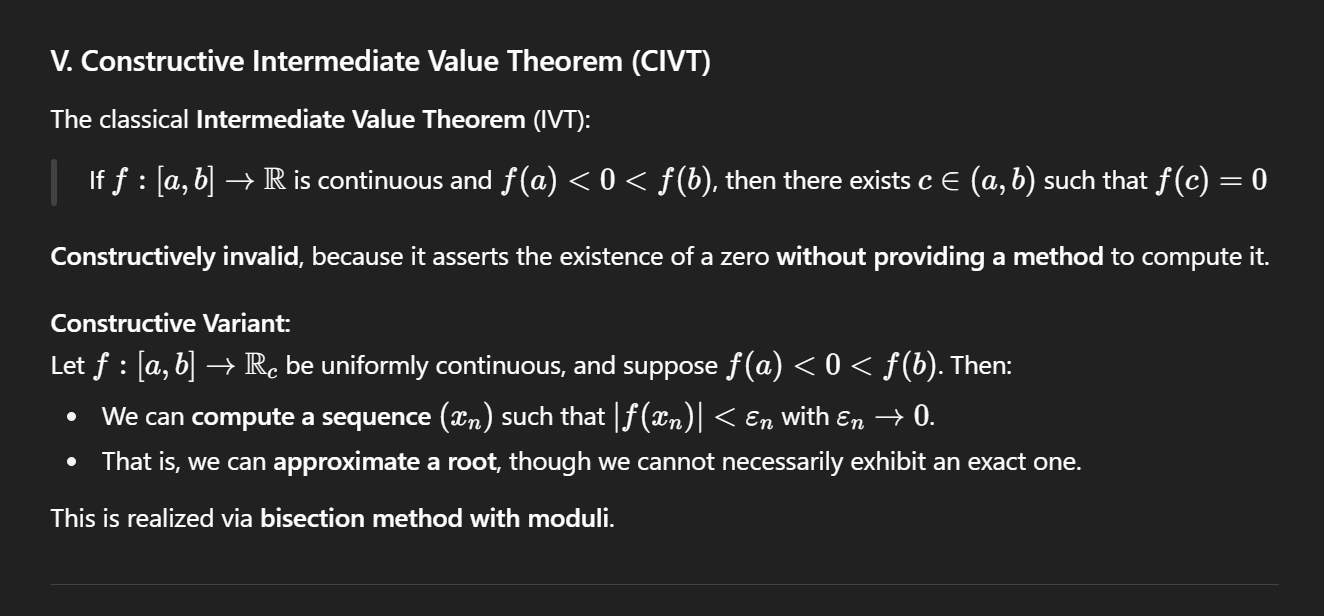 V. Constructive Intermediate Value Theorem (CIVT)
The classical Intermediate Value Theorem (IVT):
If f : [a, b] → ℝ is continuous and f(a) < 0 < f(b), then there exists c ∈ (a, b) such that f(c) = 0
Constructively invalid, because it asserts the existence of a zero without providing a method to compute it.
Constructive Variant:
Let f : [a, b] → ℝ_c be uniformly continuous, and suppose f(a) < 0 < f(b). Then:
• We can compute a sequence (x_n) such that |f(x_n)| < ε_n with ε_n → 0.
• That is, we can approximate a root, though we cannot necessarily exhibit an exact one.
This is realized via bisection method with moduli.